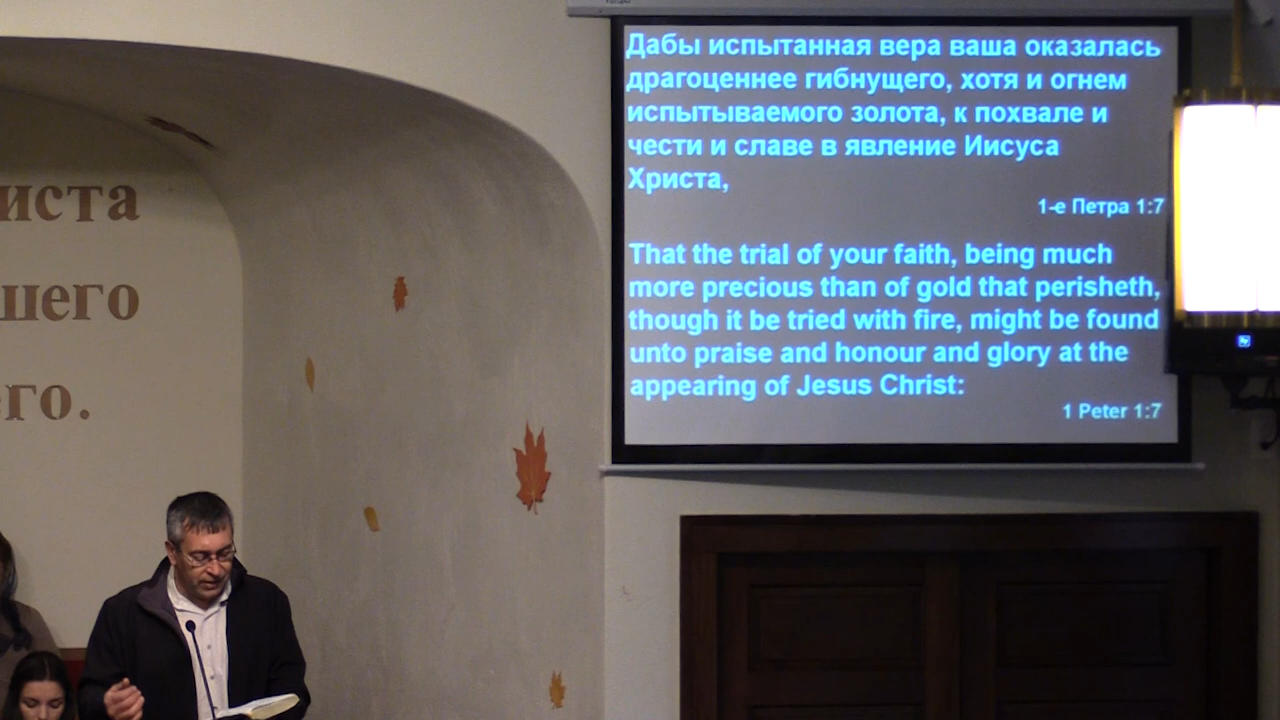 Дабы испытанная вера ваша оказалась
драгоценнее гибнущего, хотя и огнем
испытываемого золота, к похвале и
чести и славе в явление Иисуса
Христа,
1-е Петра 1:7
That the trial of your faith, being much
more precious than of gold that perisheth,
though it be tried with fire, might be found
unto praise and honour and glory at the
appearing of Jesus Christ:
1 Peter 1:7
иста
шего
его.